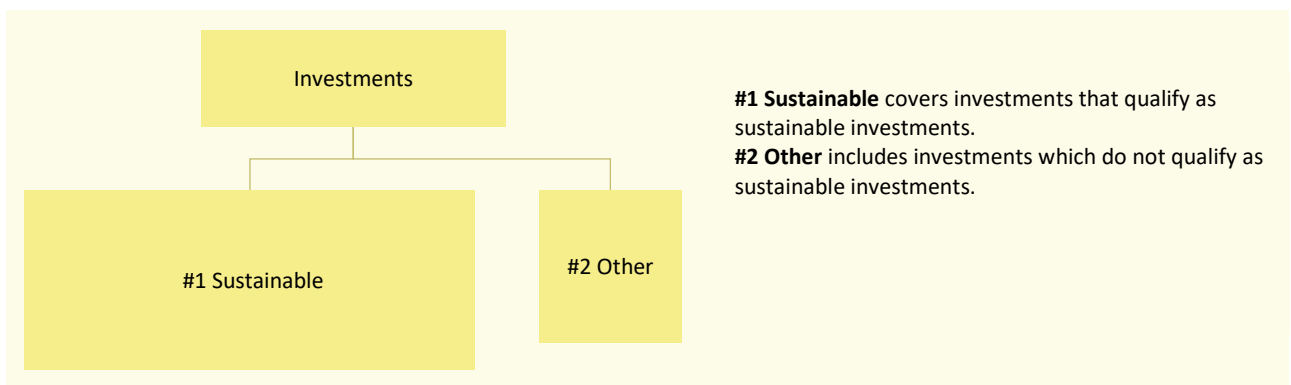 Investments
#1 Sustainable
#2 Other
#1 Sustainable covers investments that qualify as
sustainable investments.
#2 Other includes investments which do not qualify as
sustainable investments.